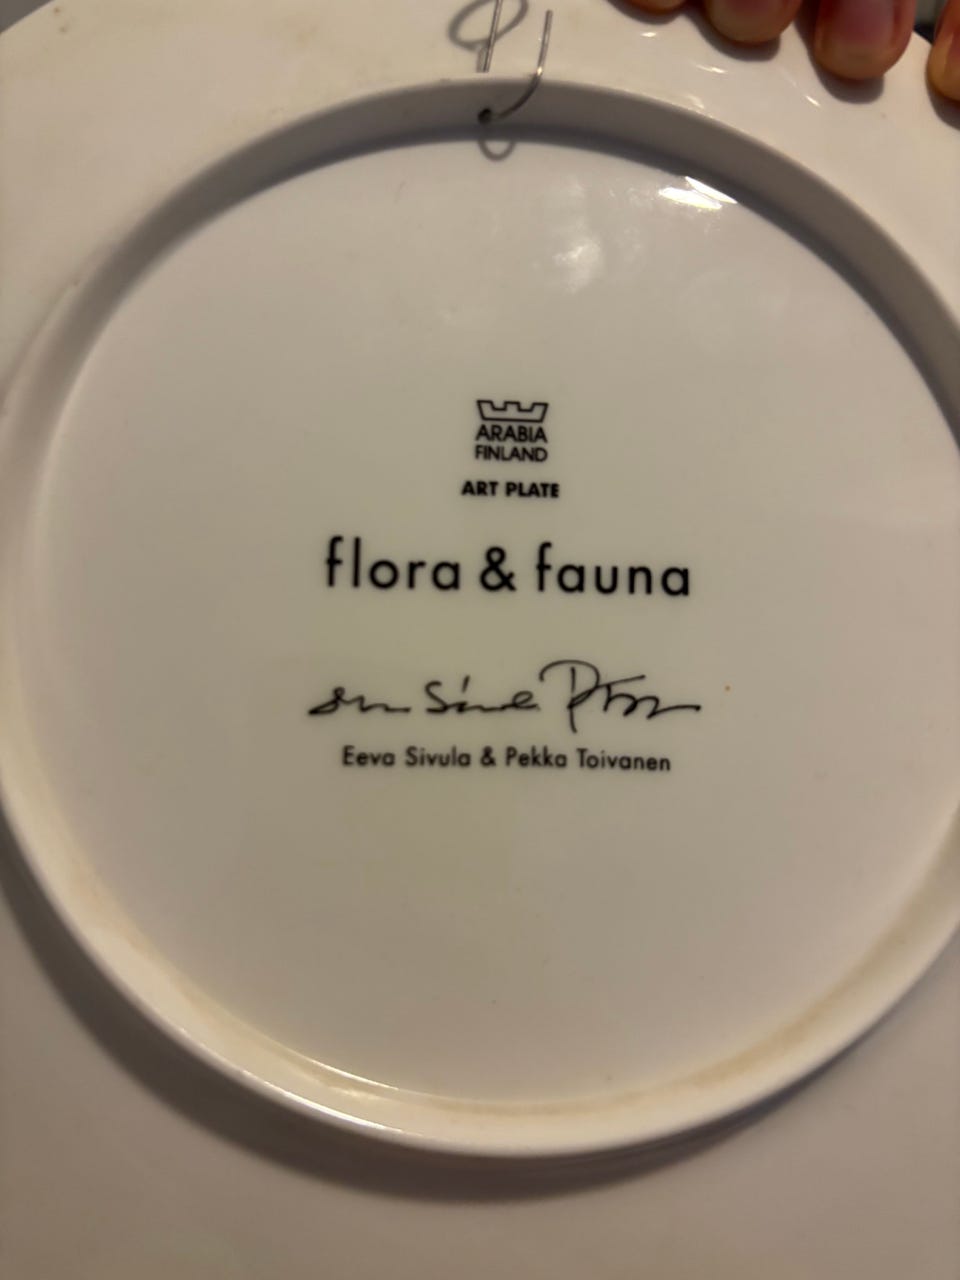 ARABIA
FINLAND
ART PLATE
flora & fauna
Eeva Sivula & Pekka Toivanen